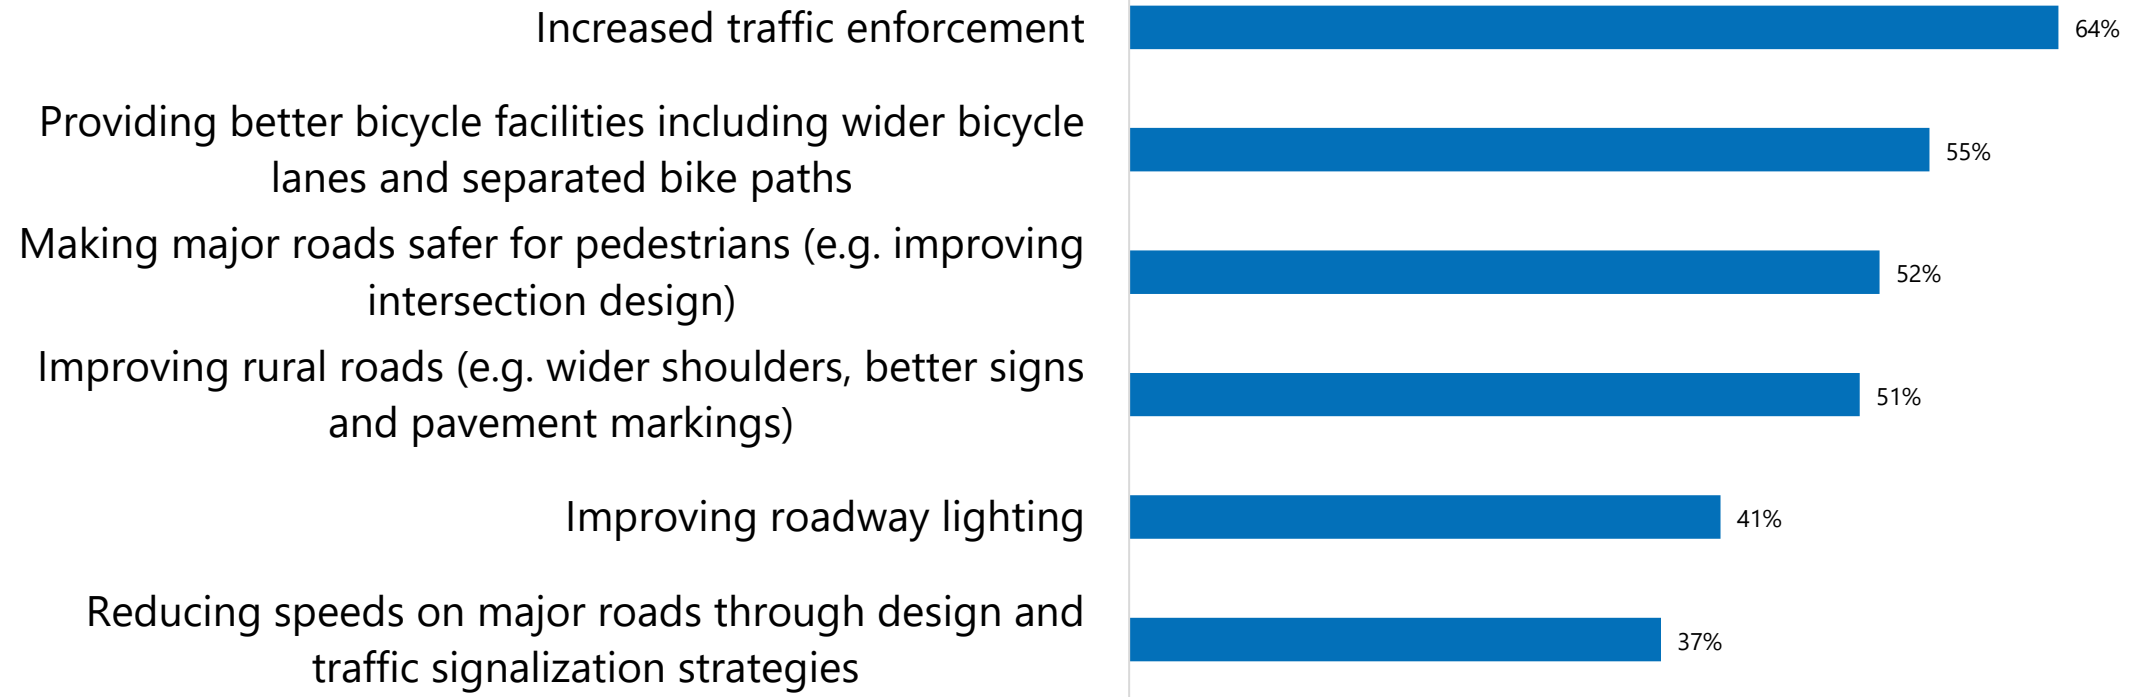 Increased traffic enforcement
64%
Providing better bicycle facilities including wider bicycle
lanes and separated bike paths
55%
Making major roads safer for pedestrians (e.g. improving
intersection design)
52%
Improving rural roads (e.g. wider shoulders, better signs
and pavement markings)
51%
Improving roadway lighting
41%
Reducing speeds on major roads through design and
traffic signalization strategies
37%